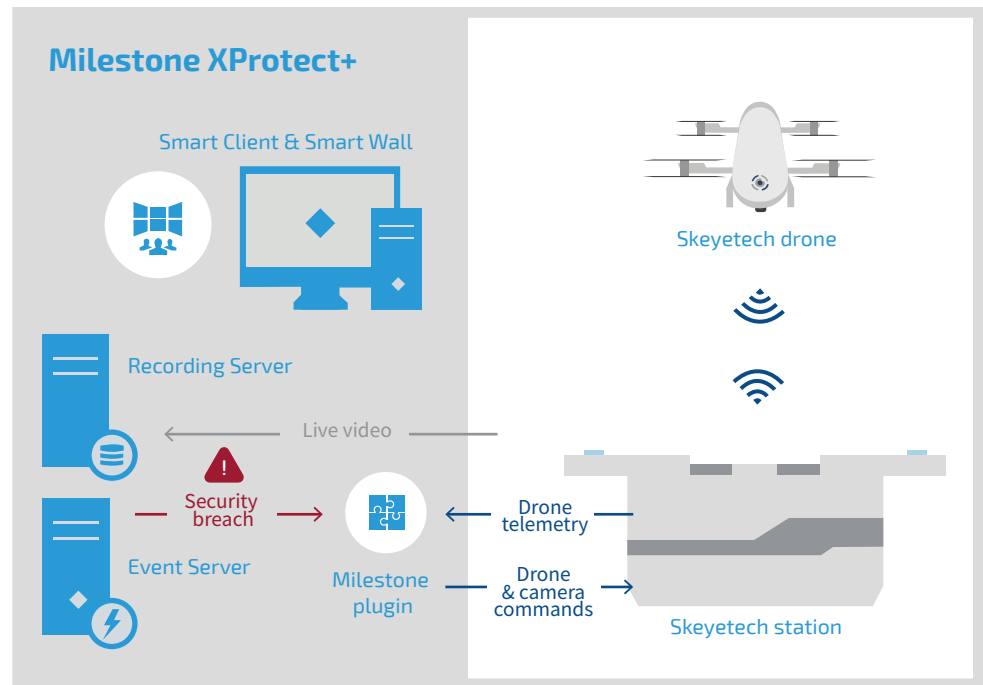 Milestone XProtect+
Smart Client & Smart Wall
Skeyetech drone
Recording Server
Live video
!
Security
breach
Drone
telemetry
Event Server
Milestone
plugin
Drone
& camera
commands
Skeyetech station